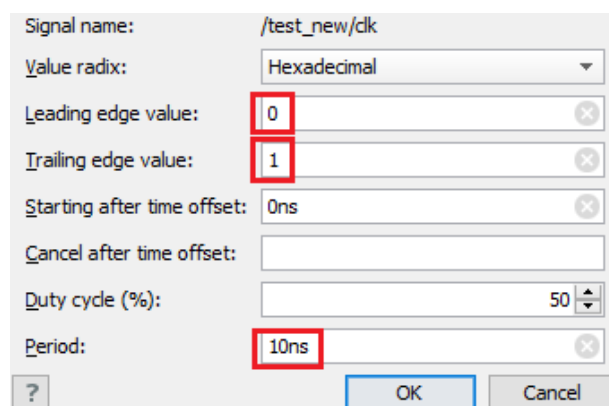 Signal name: /test_new/clk
Value radix: Hexadecimal
Leading edge value: 0
Trailing edge value: 1
Starting after time offset: 0ns
Cancel after time offset:
Duty cycle (%): 50
Period: 10ns
? OK Cancel